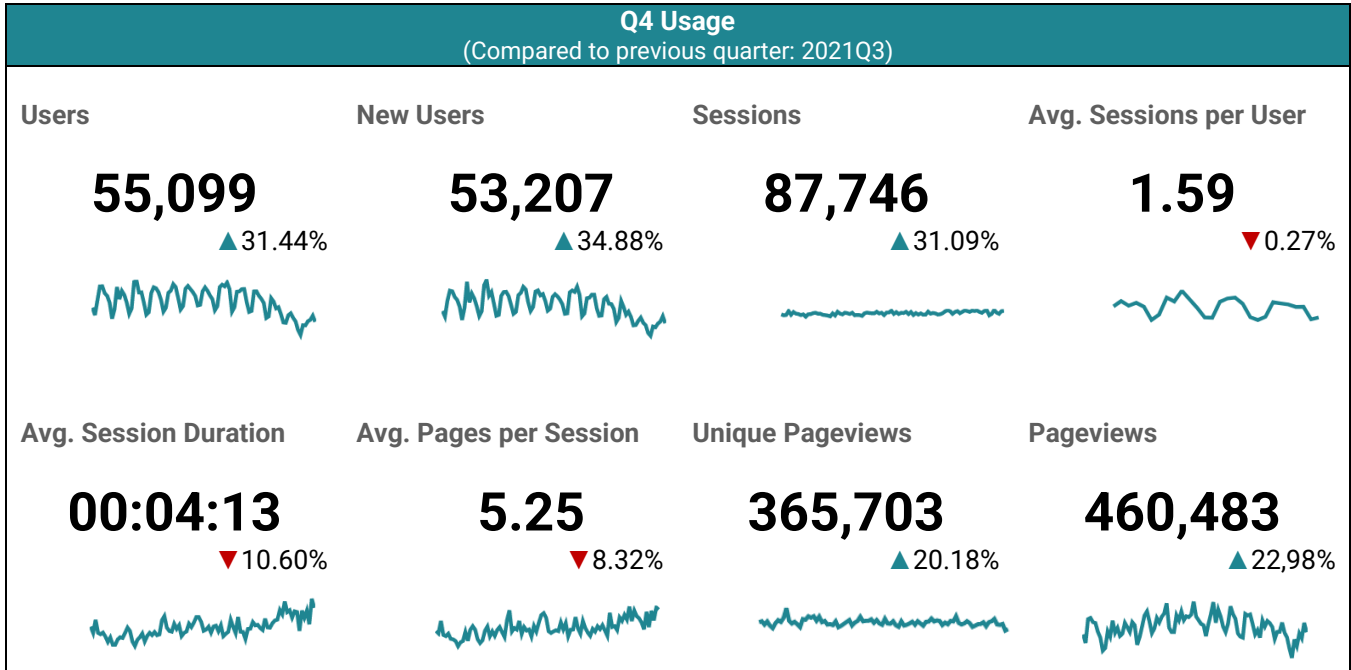 Q4 Usage
(Compared to previous quarter: 2021Q3)
Users
55,099
▲31.44%
New Users
53,207
▲34.88%
Sessions
87,746
▲31.09%
Avg. Sessions per User
1.59
▼0.27%
Avg. Session Duration
00:04:13
▼10.60%
Avg. Pages per Session
5.25
▼8.32%
Unique Pageviews
365,703
▲20.18%
Pageviews
460,483
▲22,98%